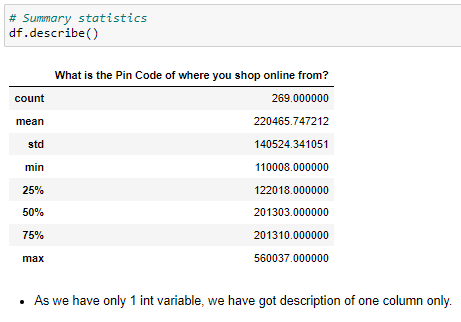 # Summary statistics
df.describe()
What is the Pin Code of where you shop online from?
count 269.000000
mean 220465.747212
std 140524.341051
min 110008.000000
25% 122018.000000
50% 201303.000000
75% 201310.000000
max 560037.000000
• As we have only 1 int variable, we have got description of one column only.